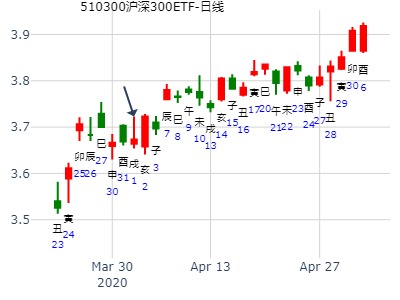 510300沪深300ETF-日线
3.9
3.8
3.7
3.6
3.5
丑
23
寅
24
卯
25
辰
26
巳
27
申
30
酉
31
戌
1
亥
2
子
3
辰
7
巳
8
午
9
未
10
戌
13
亥
14
子
15
丑
16
寅
17
巳
20
午
21
未
22
申
23
酉
24
子
27
丑
28
寅
29
卯
30
酉
6
Mar 30
2020
Apr 13
Apr 27